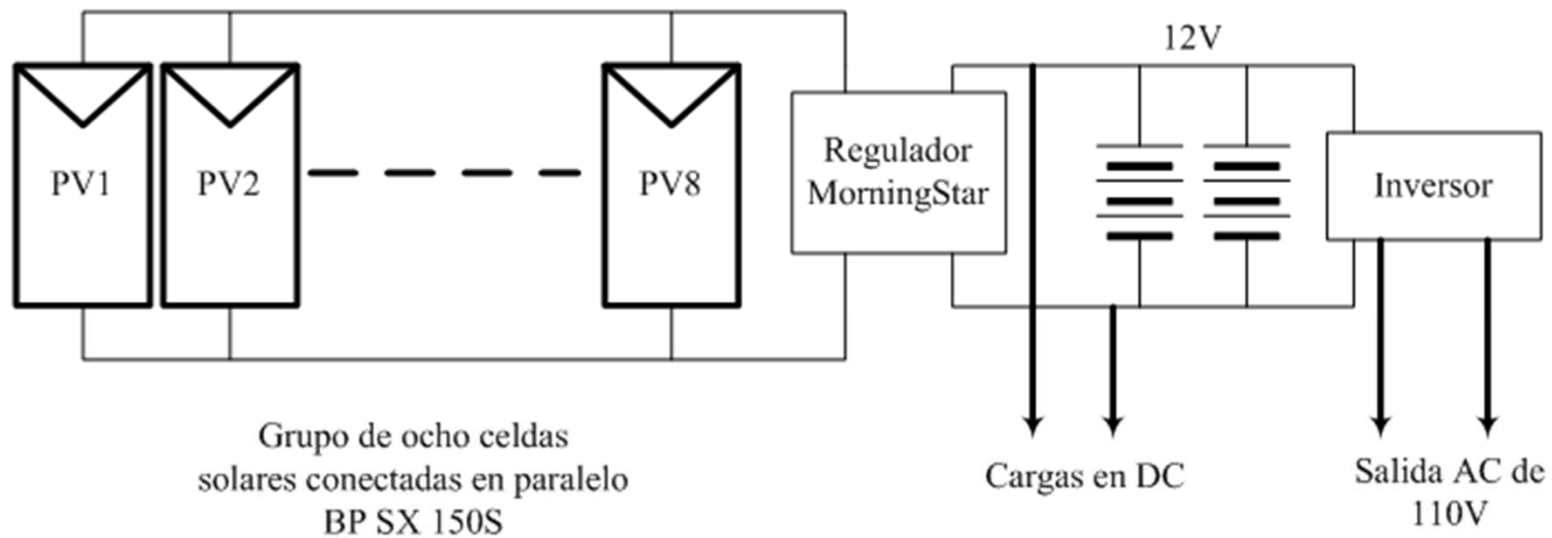 12V
PV1
PV2
PV8
Regulador
MorningStar
Inversor
Grupo de ocho celdas
solares conectadas en paralelo
BP SX 150S
Cargas en DC
Salida AC de
110V